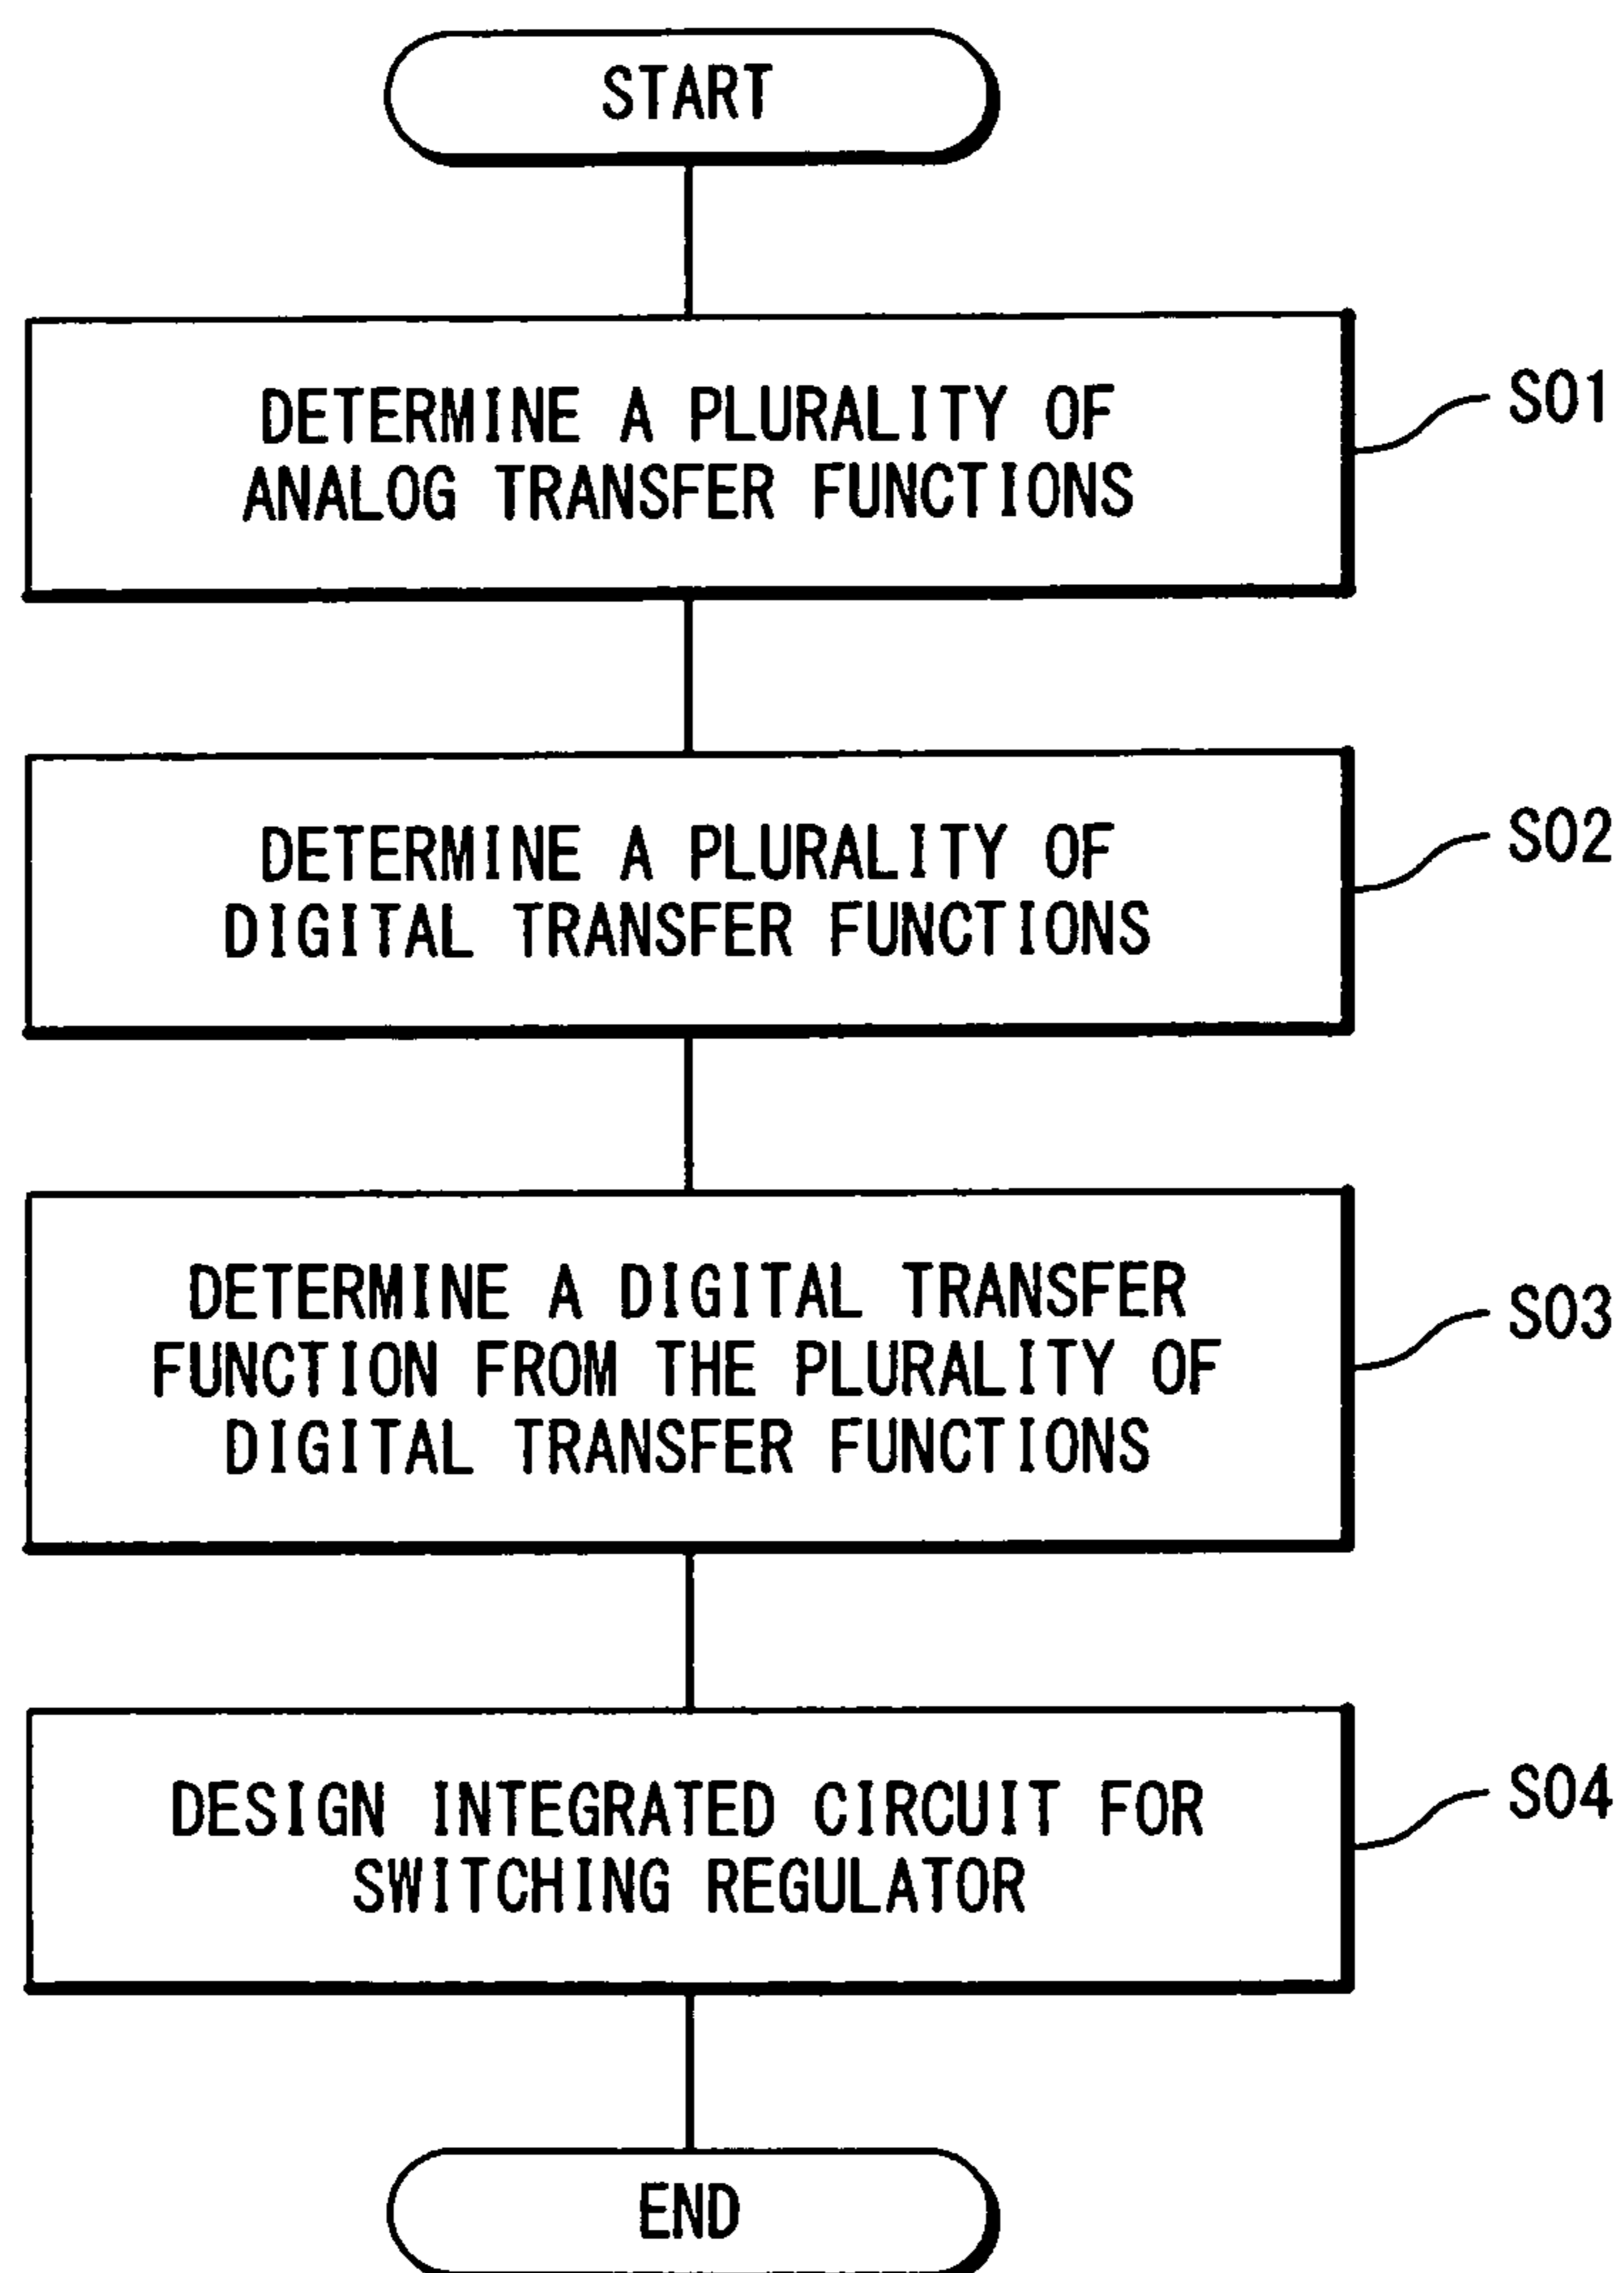 START
DETERMINE A PLURALITY OF
ANALOG TRANSFER FUNCTIONS
S01
DETERMINE A PLURALITY OF
DIGITAL TRANSFER FUNCTIONS
S02
DETERMINE A DIGITAL TRANSFER
FUNCTION FROM THE PLURALITY OF
DIGITAL TRANSFER FUNCTIONS
S03
DESIGN INTEGRATED CIRCUIT FOR
SWITCHING REGULATOR
S04
END